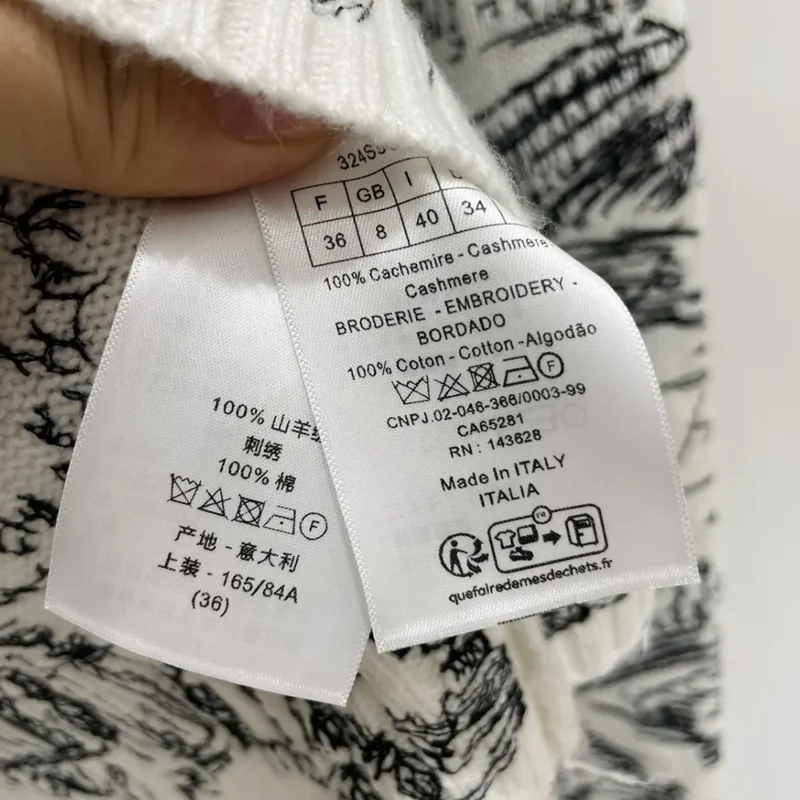 100% 山羊绒
刺绣
100% 棉
F
产地 - 意大利
上装 - 165/84A
(36)
F GB I
36 8 40 34
100% Cachemire - Cashmere
Cashmere
BRODERIE - EMBROIDERY -
BORDADO
100% Coton - Cotton - Algodão
F
CNPJ.02-046-366/0003-99
CA65281
RN : 143628
Made In ITALY
ITALIA
FR
quefairedemesdechets.fr